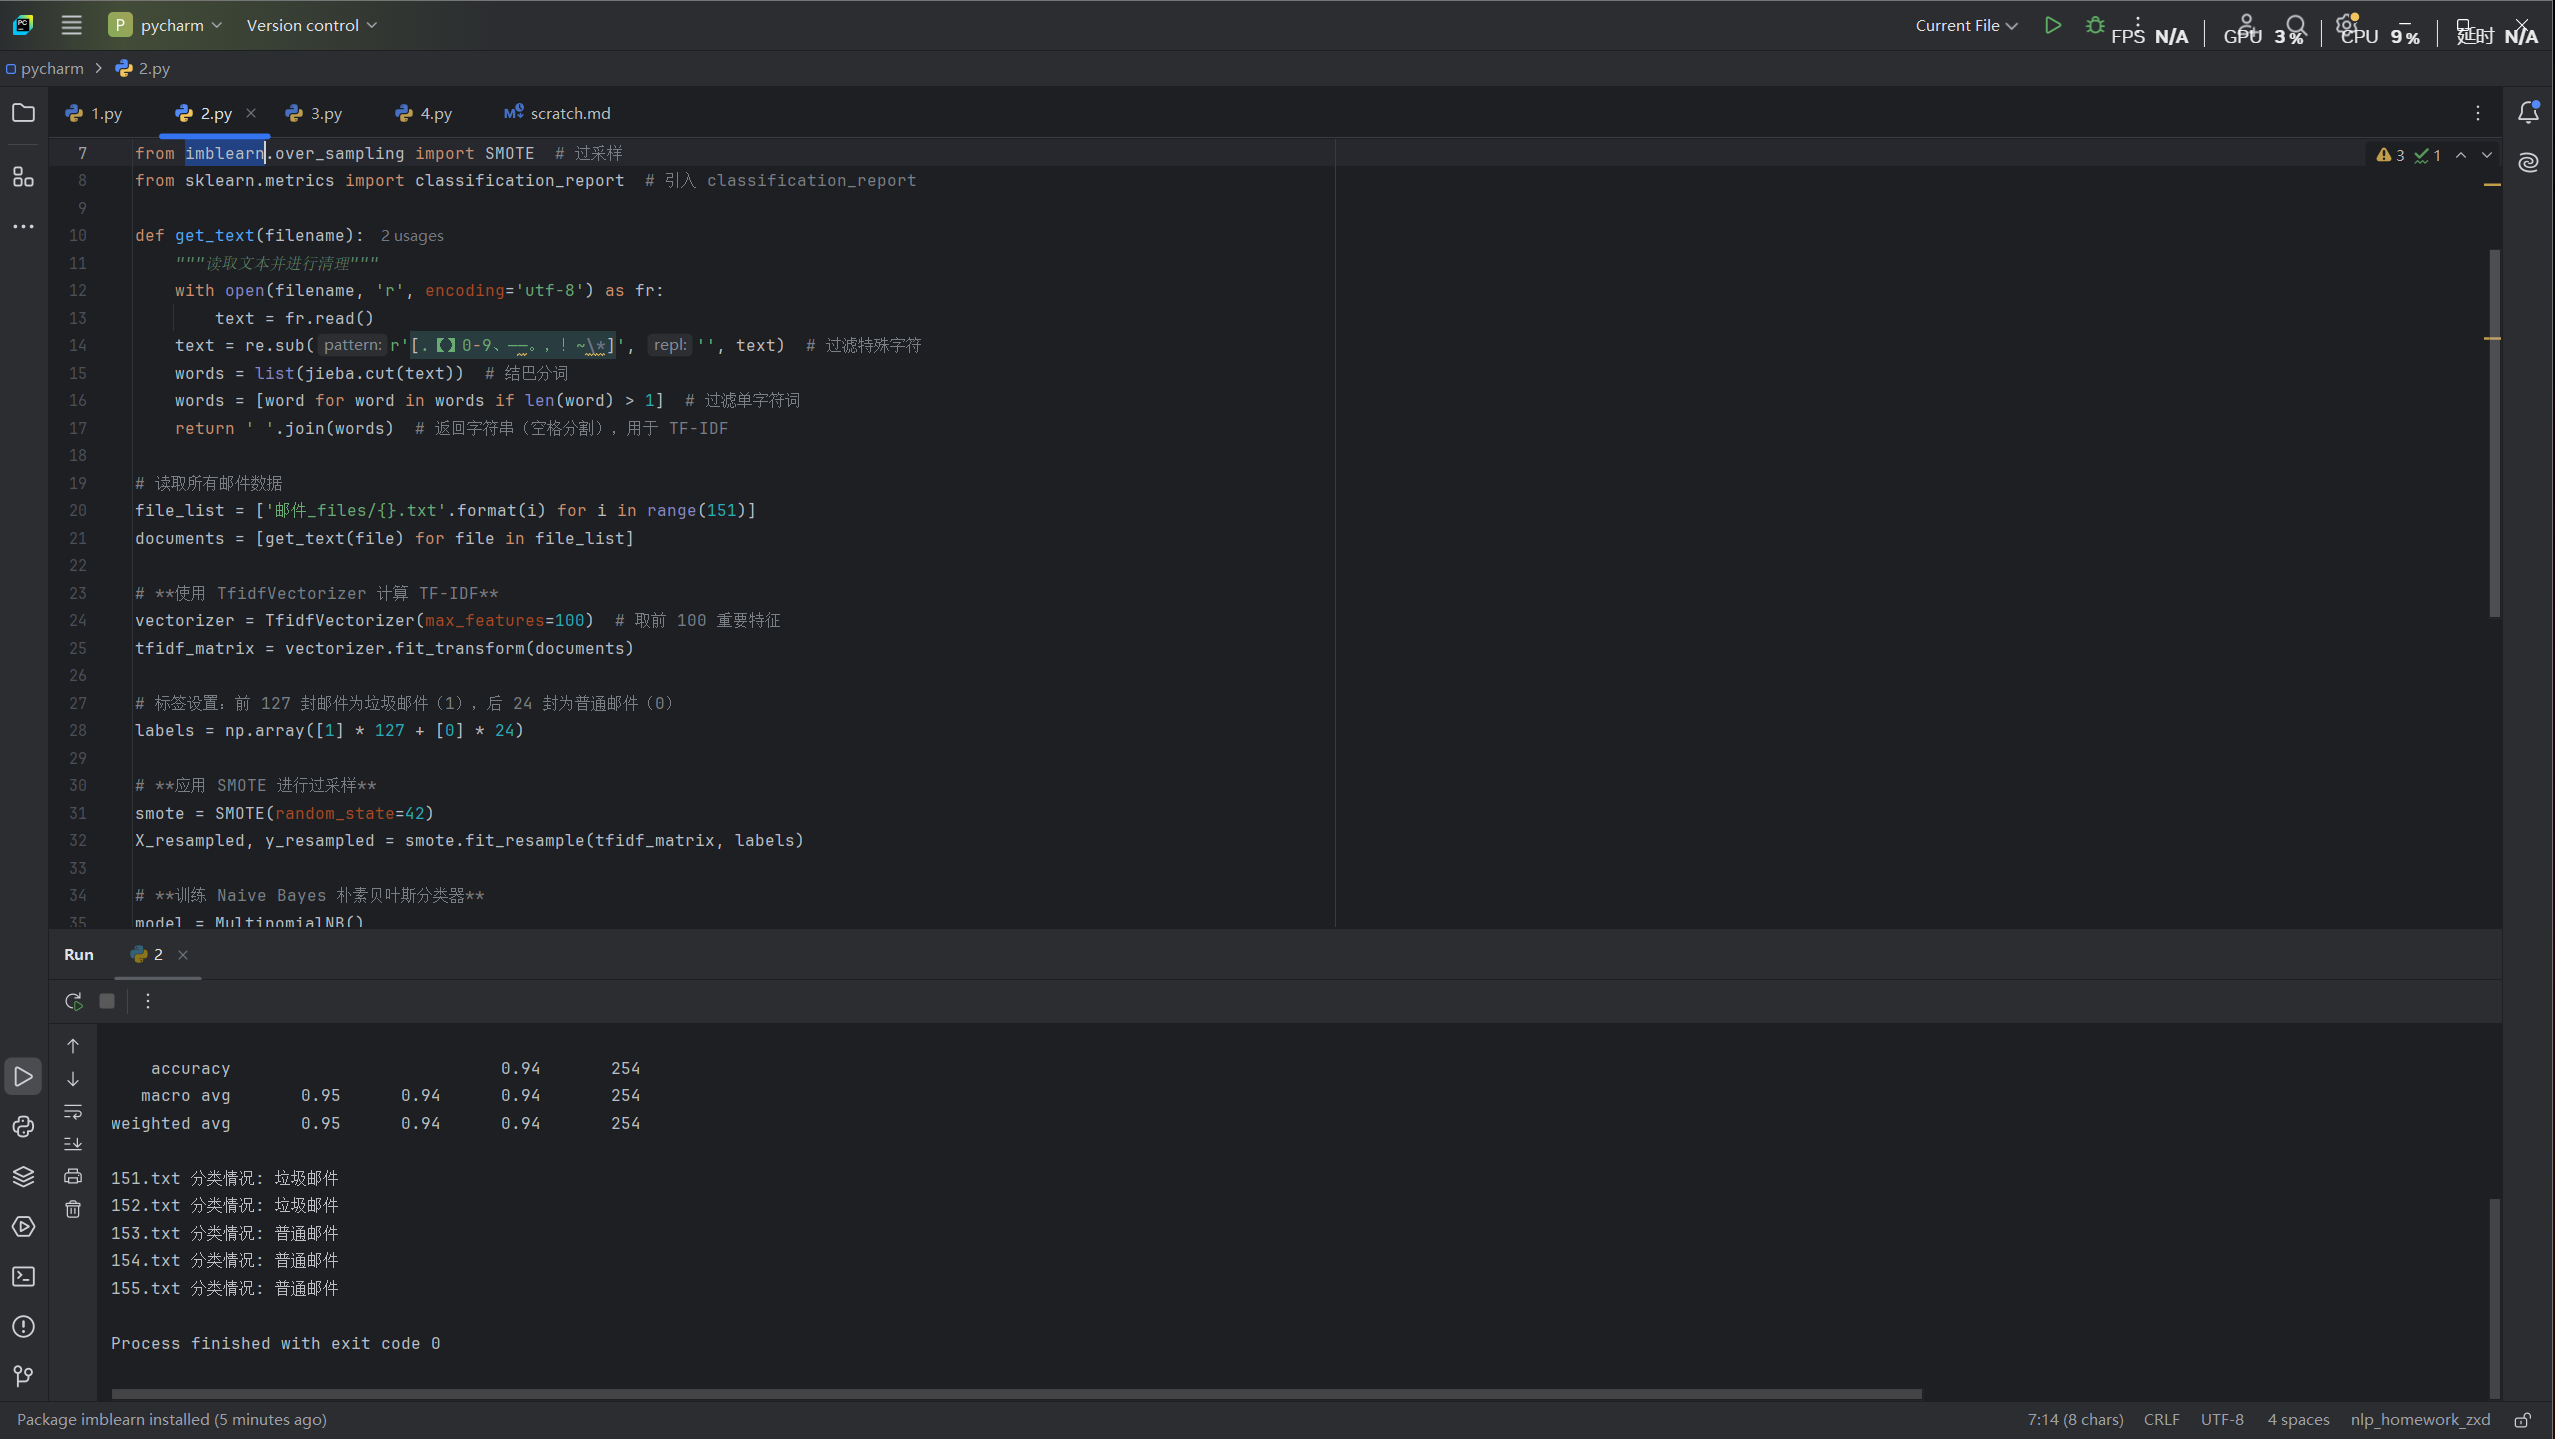 P pycharm Version control Current File
FPS N/A GPU 3% CPU 9% 延时 N/A
pycharm 2.py
1.py 2.py 3.py 4.py scratch.md
7 from imblearn.over_sampling import SMOTE # 过采样 3 1
8 from sklearn.metrics import classification_report # 引入 classification_report
9
10 def get_text(filename): 2 usages
11 """读取文本并进行清理"""
12 with open(filename, 'r', encoding='utf-8') as fr:
13 text = fr.read()
14 text = re.sub( pattern: r'[.【】0-9、——。,！~\*]', repl: '', text) # 过滤特殊字符
15 words = list(jieba.cut(text)) # 结巴分词
16 words = [word for word in words if len(word) > 1] # 过滤单字符词
17 return ' '.join(words) # 返回字符串（空格分割），用于 TF-IDF
18
19 # 读取所有邮件数据
20 file_list = ['邮件_files/{}.txt'.format(i) for i in range(151)]
21 documents = [get_text(file) for file in file_list]
22
23 # **使用 TfidfVectorizer 计算 TF-IDF**
24 vectorizer = TfidfVectorizer(max_features=100) # 取前 100 重要特征
25 tfidf_matrix = vectorizer.fit_transform(documents)
26
27 # 标签设置：前 127 封邮件为垃圾邮件（1），后 24 封为普通邮件（0）
28 labels = np.array([1] * 127 + [0] * 24)
29
30 # **应用 SMOTE 进行过采样**
31 smote = SMOTE(random_state=42)
32 X_resampled, y_resampled = smote.fit_resample(tfidf_matrix, labels)
33
34 # **训练 Naive Bayes 朴素贝叶斯分类器**
35 model = MultinomialNB()
Run 2
accuracy 0.94 254
macro avg 0.95 0.94 0.94 254
weighted avg 0.95 0.94 0.94 254
151.txt 分类情况: 垃圾邮件
152.txt 分类情况: 垃圾邮件
153.txt 分类情况: 普通邮件
154.txt 分类情况: 普通邮件
155.txt 分类情况: 普通邮件
Process finished with exit code 0
Package imblearn installed (5 minutes ago) 7:14 (8 chars) CRLF UTF-8 4 spaces nlp_homework_zxd